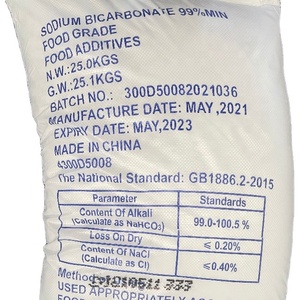 SODIUM BICARBONATE 99%MIN
FOOD GRADE
FOOD ADDITIVES
N.W.: 25.0KGS
G.W.: 25.1KGS
BATCH NO.: 300D50082021036
MANUFACTURE DATE: MAY,2021
EXPIRY DATE: MAY,2023
MADE IN CHINA
4300D5008
The National Standard: GB1886.2-2015
Parameter Standards
Content Of Alkali (Calculate as NaHCO₃) 99.0-100.5 %
Loss On Dry ≤ 0.20%
Content Of NaCl (Calculate as Cl) ≤0.40%
Method
USED APPROPRIATELY